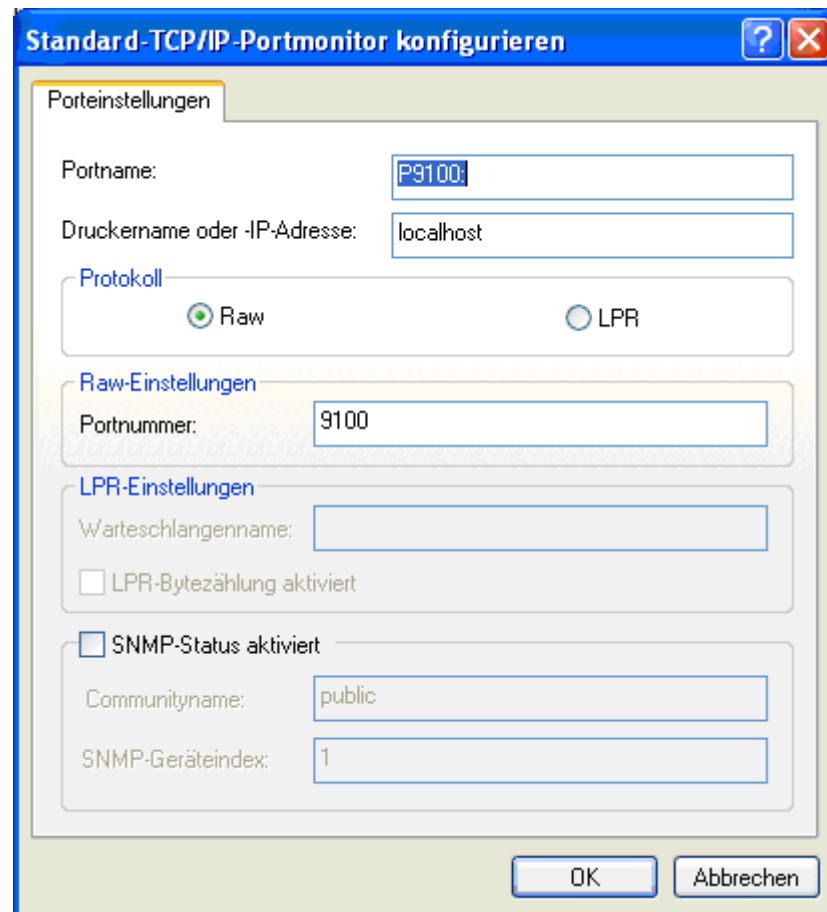 Standard-TCP/IP-Portmonitor konfigurieren
Porteinstellungen
Portname: P9100:
Druckername oder -IP-Adresse: localhost
Protokoll
Raw LPR
Raw-Einstellungen
Portnummer: 9100
LPR-Einstellungen
Warteschlangenname:
LPR-Bytezählung aktiviert
SNMP-Status aktiviert
Communityname: public
SNMP-Geräteindex: 1
OK Abbrechen